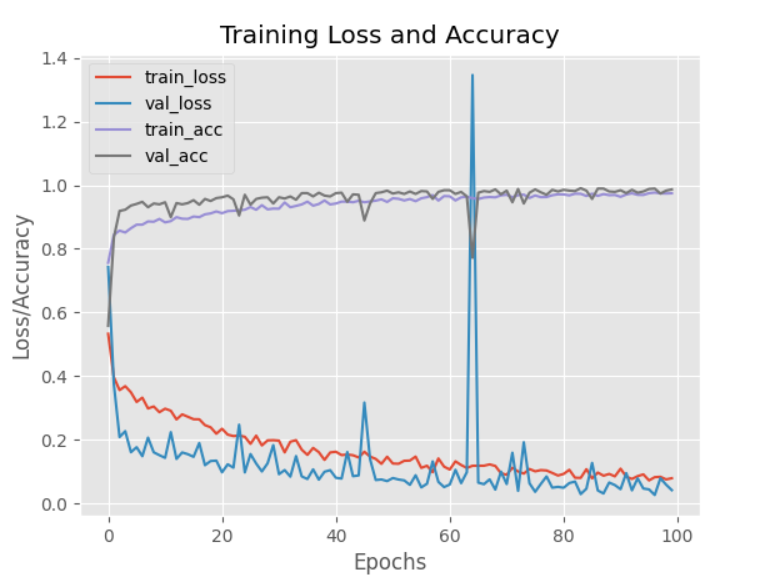 Training Loss and Accuracy
1.4
train_loss
val_loss
train_acc
val_acc
1.2
1.0
0.8
0.6
0.4
0.2
0.0
Loss/Accuracy
0 20 40 60 80 100
Epochs